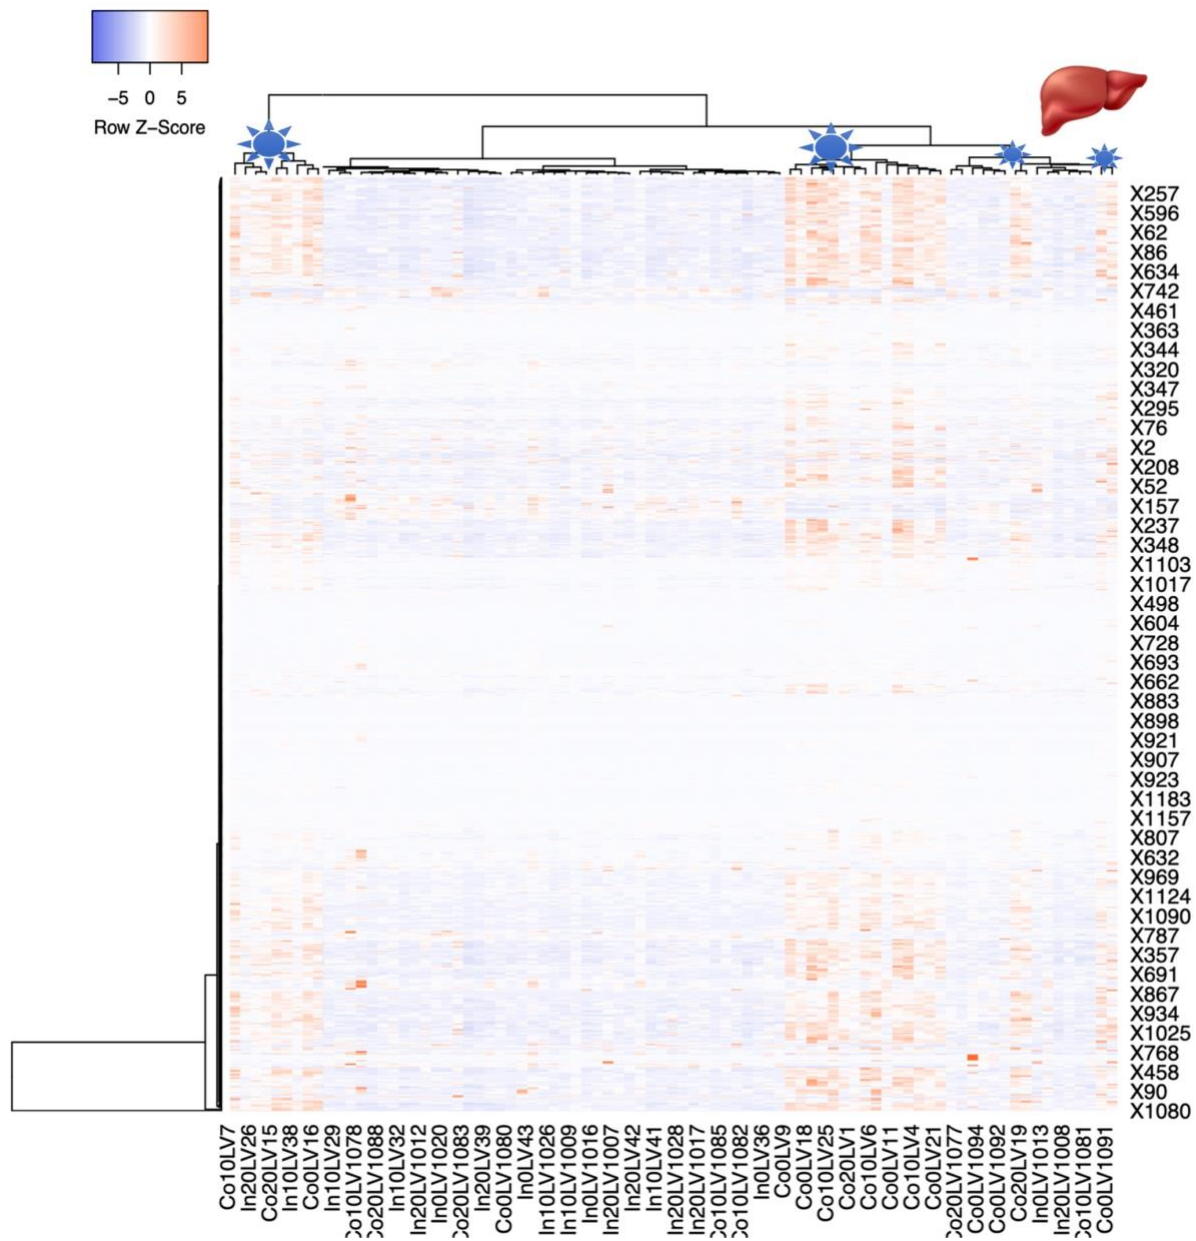 −5 0 5
Row Z−Score
X257
X596
X62
X86
X634
X742
X461
X363
X344
X320
X347
X295
X76
X2
X208
X52
X157
X237
X348
X1103
X1017
X498
X604
X728
X693
X662
X883
X898
X921
X907
X923
X1183
X1157
X807
X632
X969
X1124
X1090
X787
X357
X691
X867
X934
X1025
X768
X458
X90
X1080
Co10LV7
In20LV26
Co20LV15
In10LV38
Co0LV16
In10LV29
Co10LV1078
Co20LV1088
In10LV32
In20LV1012
In0LV1020
Co20LV1083
In20LV39
Co0LV1080
In0LV43
In10LV1026
In10LV1009
In0LV1016
In20LV1007
In20LV42
In10LV41
In20LV1028
In20LV1017
Co10LV1085
Co10LV1082
In0LV36
Co0LV9
Co0LV18
Co10LV25
Co20LV1
Co10LV6
Co0LV11
Co10LV4
Co0LV21
Co20LV1077
Co0LV1094
Co0LV1092
Co20LV19
In0LV1013
In20LV1008
Co10LV1081
Co0LV1091